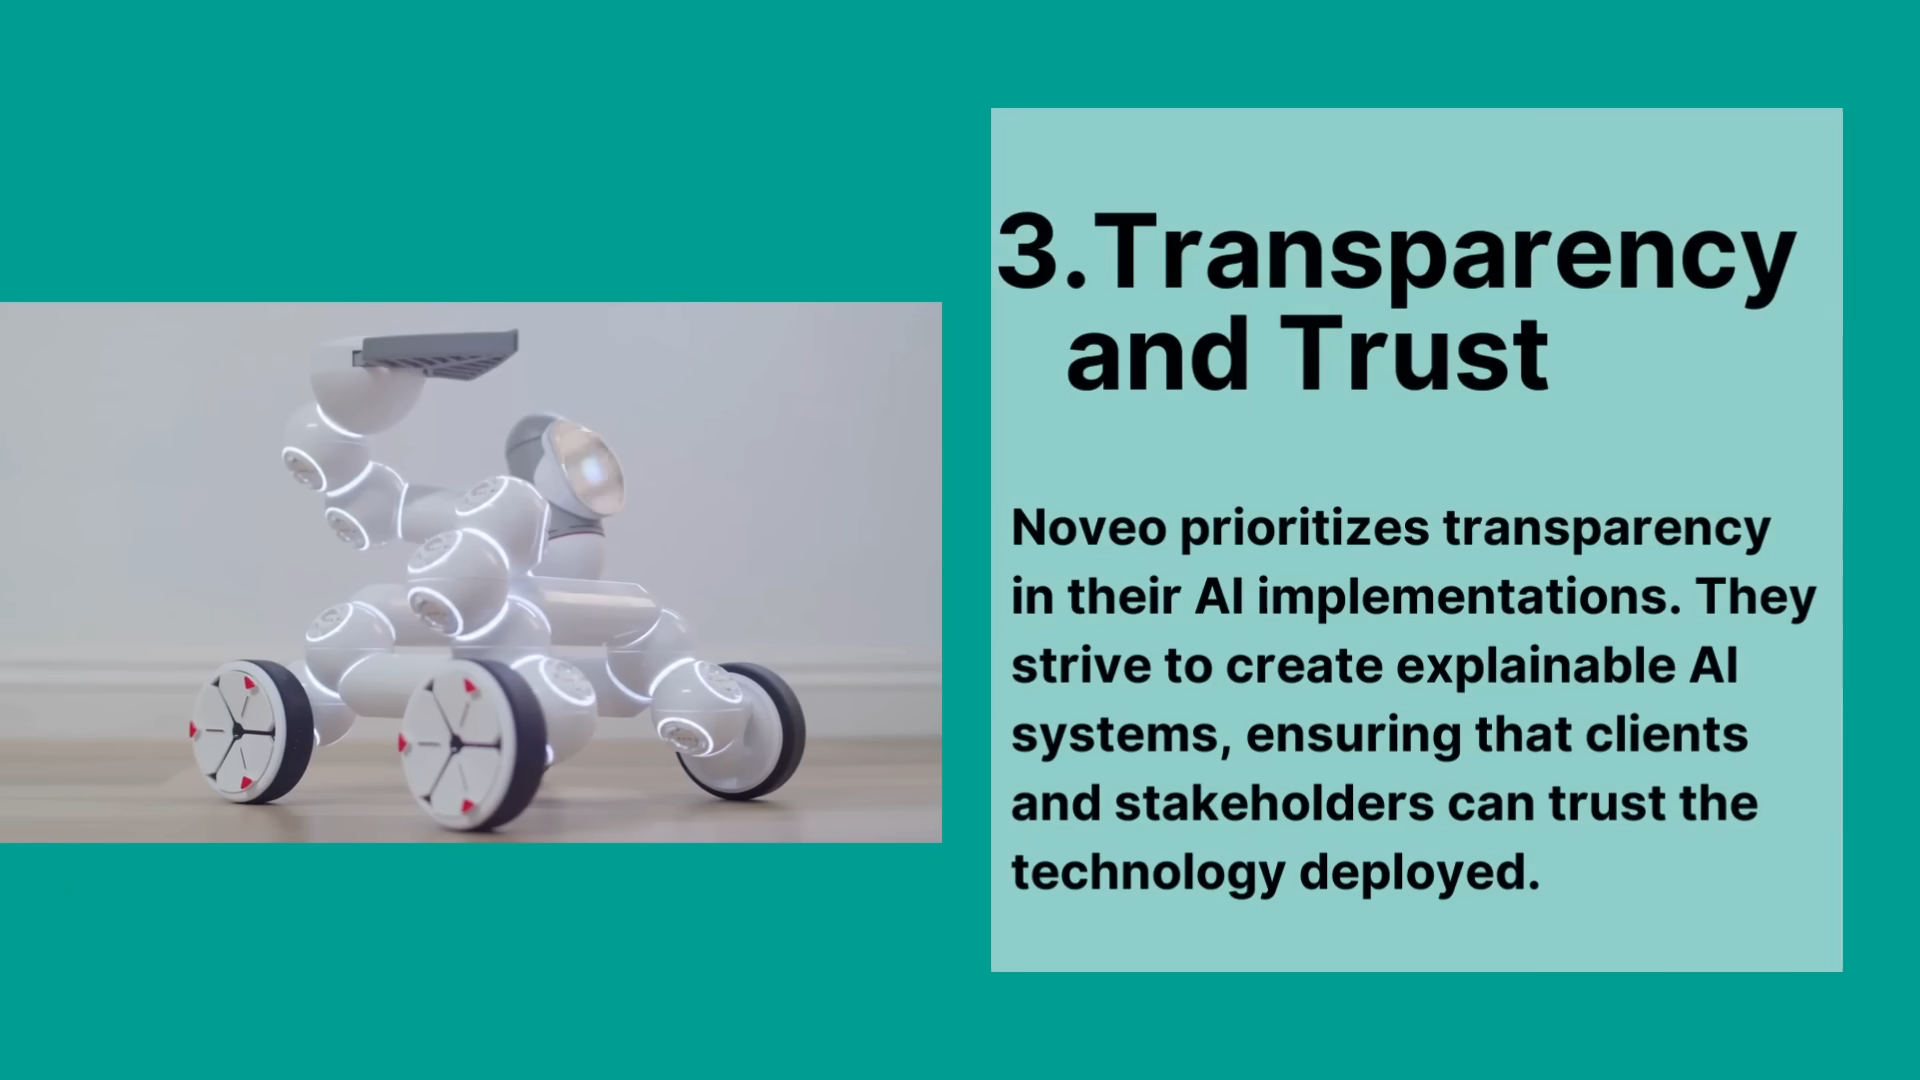 3.Transparency
and Trust
Noveo prioritizes transparency
in their AI implementations. They
strive to create explainable AI
systems, ensuring that clients
and stakeholders can trust the
technology deployed.